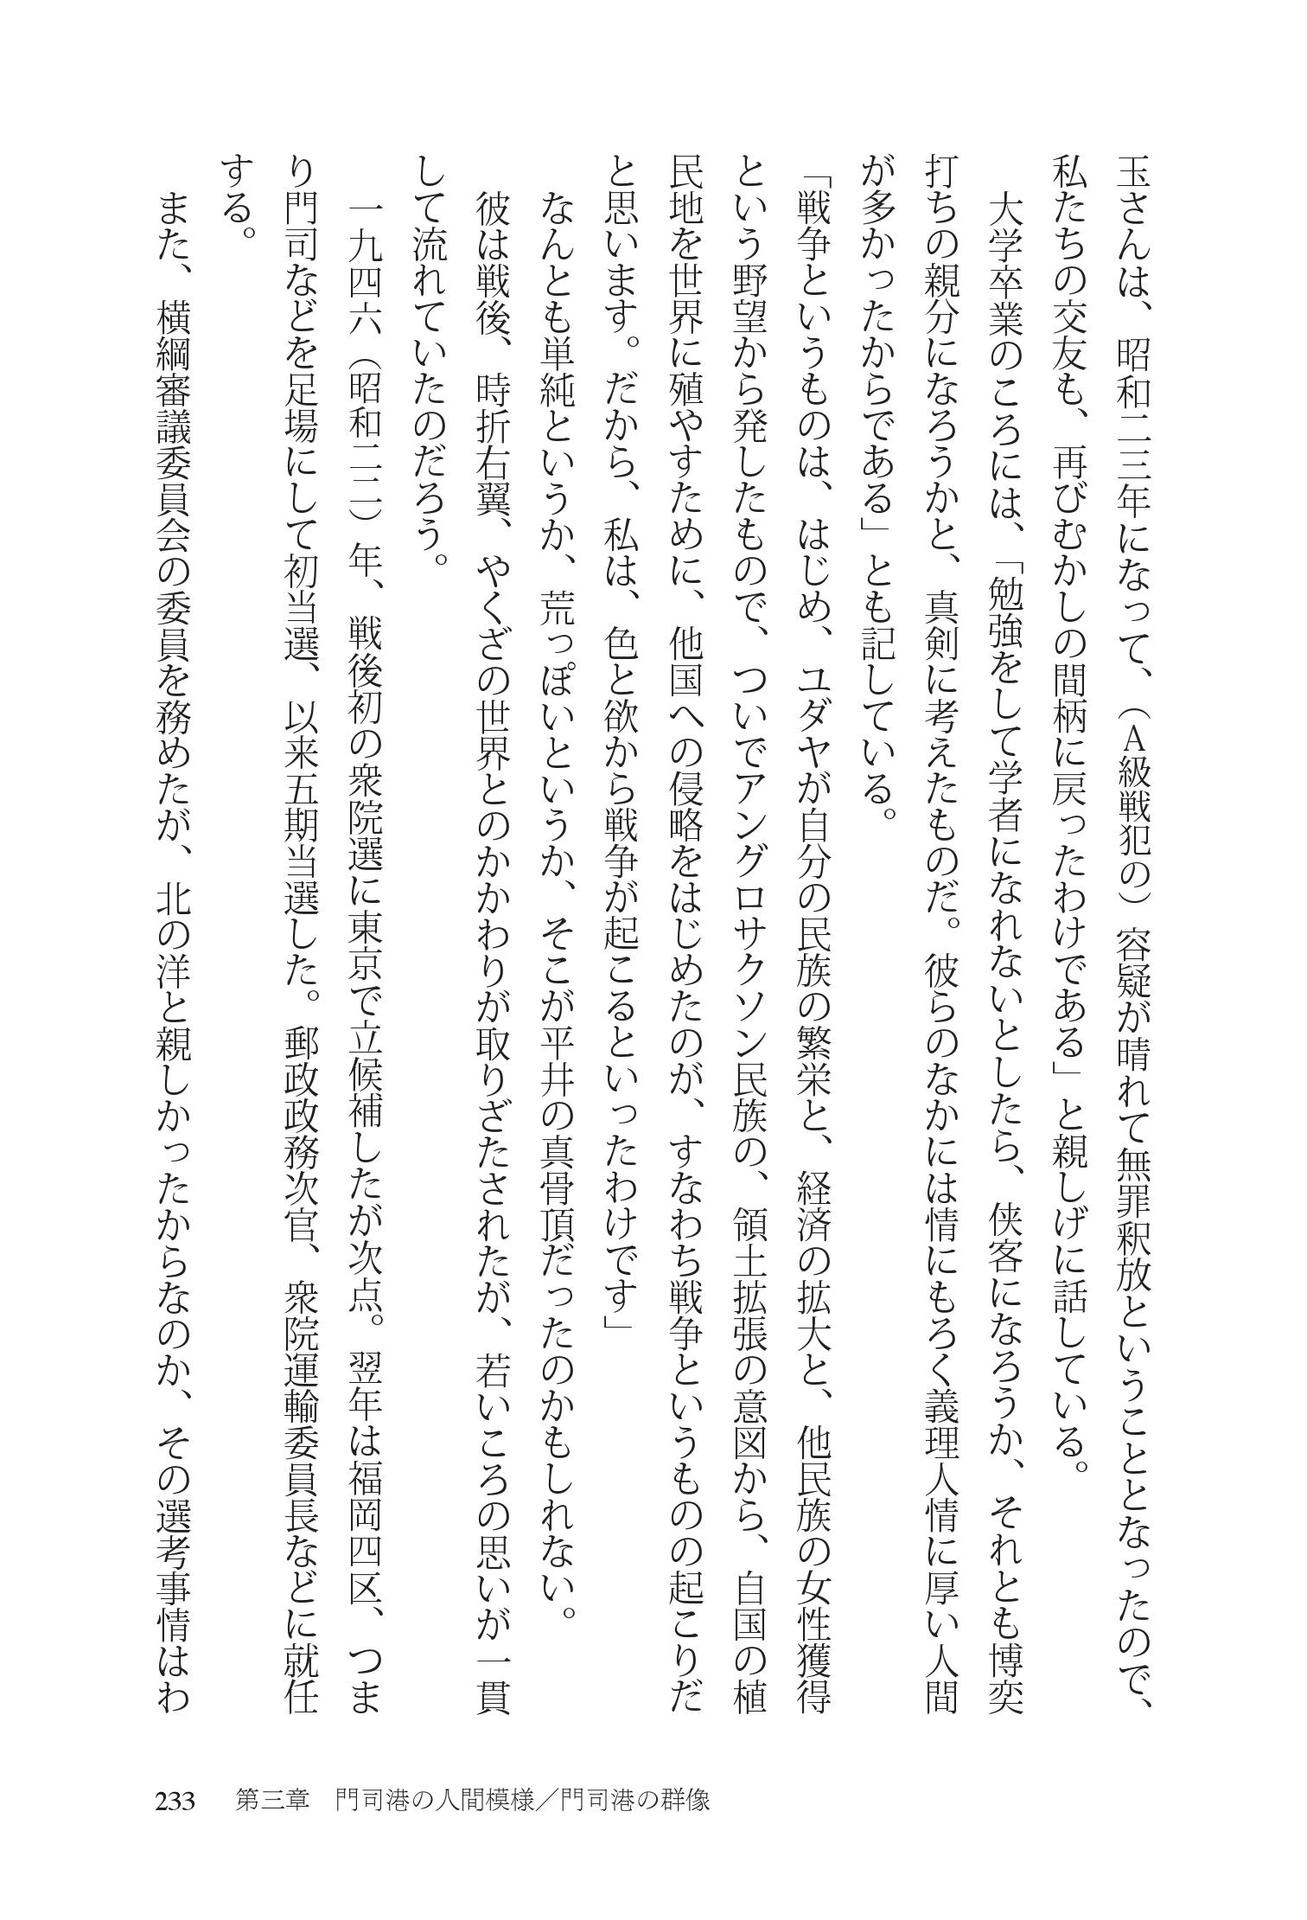 玉さんは、昭和二三年になって、（Ａ級戦犯の）容疑が晴れて無罪釈放ということとなったので、
私たちの交友も、再びむかしの間柄に戻ったわけである」と親しげに話している。
　大学卒業のころには、「勉強をして学者になれないとしたら、侠客になろうか、それとも博奕
打ちの親分になろうかと、真剣に考えたものだ。彼らのなかには情にもろく義理人情に厚い人間
が多かったからである」とも記している。
「戦争というものは、はじめ、ユダヤが自分の民族の繁栄と、経済の拡大と、他民族の女性獲得
という野望から発したもので、ついでアングロサクソン民族の、領土拡張の意図から、自国の植
民地を世界に殖やすために、他国への侵略をはじめたのが、すなわち戦争というものの起こりだ
と思います。だから、私は、色と欲から戦争が起こるといったわけです」
　なんとも単純というか、荒っぽいというか、そこが平井の真骨頂だったのかもしれない。
　彼は戦後、時折右翼、やくざの世界とのかかわりが取りざたされたが、若いころの思いが一貫
して流れていたのだろう。
　一九四六（昭和二二）年、戦後初の衆院選に東京で立候補したが次点。翌年は福岡四区、つま
り門司などを足場にして初当選、以来五期当選した。郵政政務次官、衆院運輸委員長などに就任
する。
　また、横綱審議委員会の委員を務めたが、北の洋と親しかったからなのか、その選考事情はわ
233　第三章　門司港の人間模様／門司港の群像